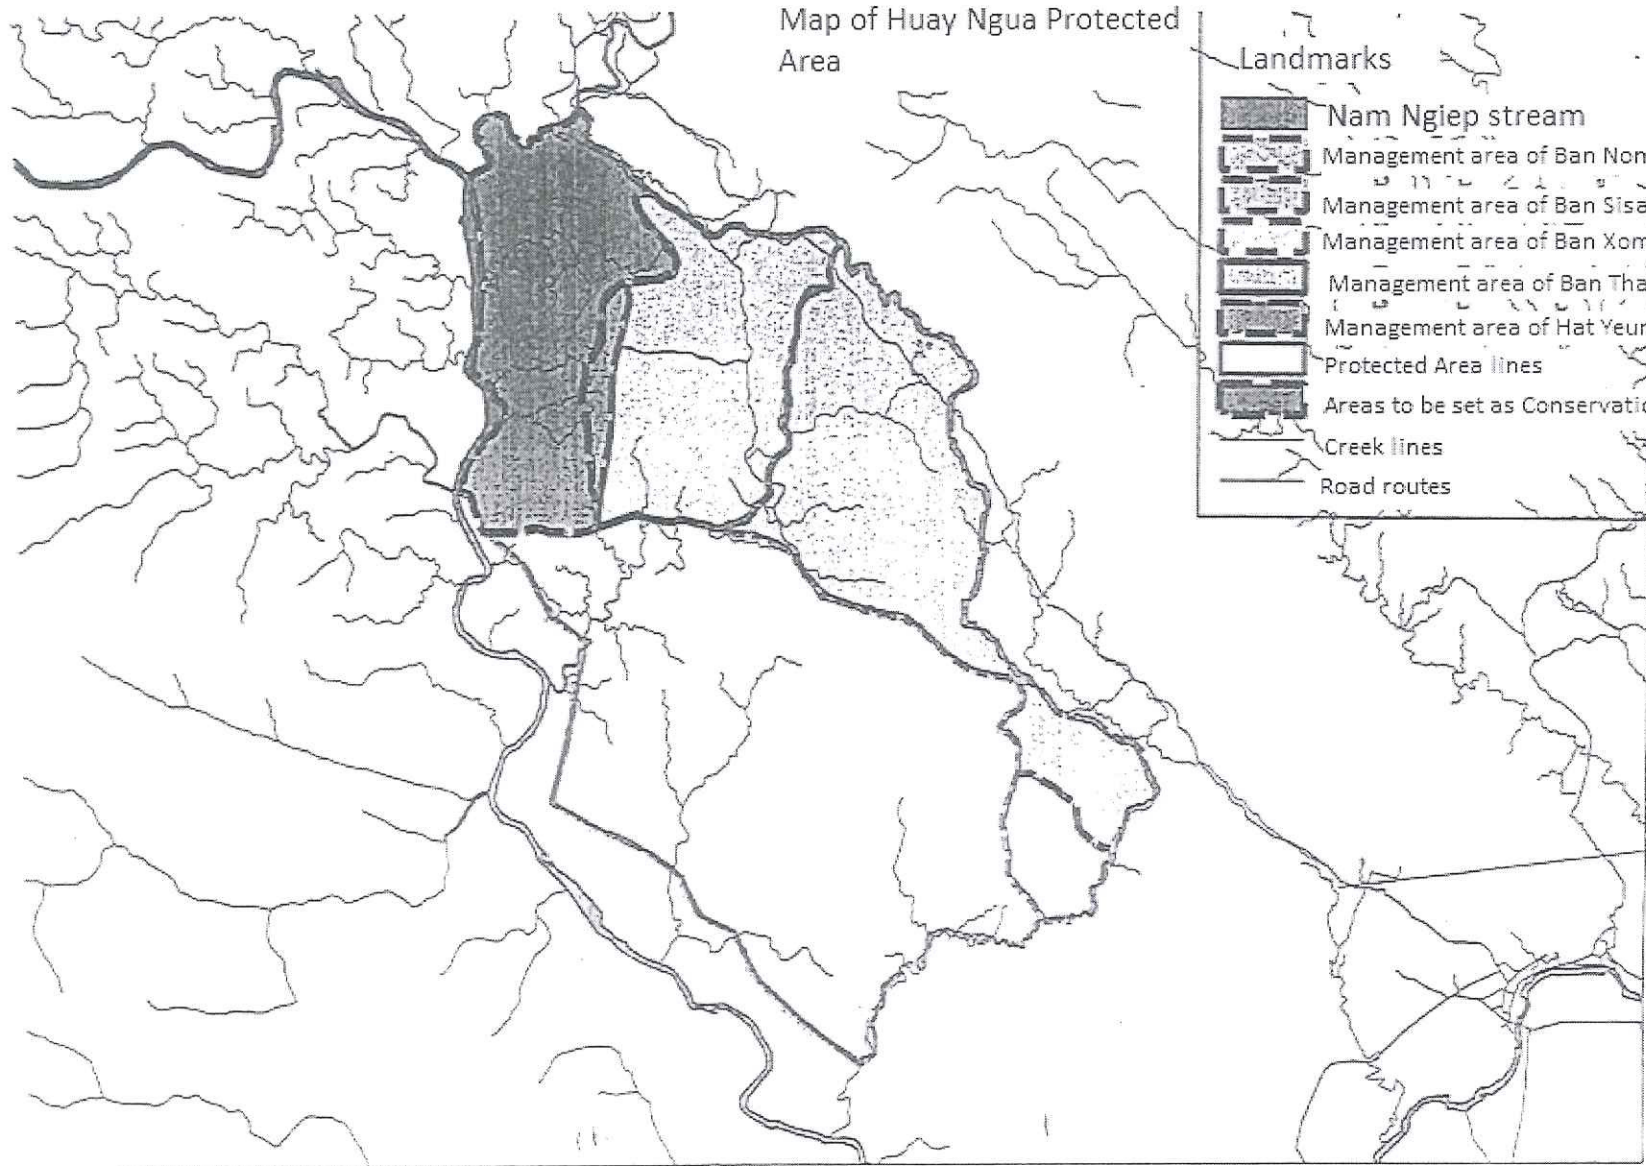 Map of Huay Ngua Protected
Area
Landmarks
Nam Ngiep stream
Management area of Ban Nom
Management area of Ban Sisa
Management area of Ban Xom
Management area of Ban Tha
Management area of Hat Yeun
Protected Area lines
Areas to be set as Conservatio
Creek lines
Road routes